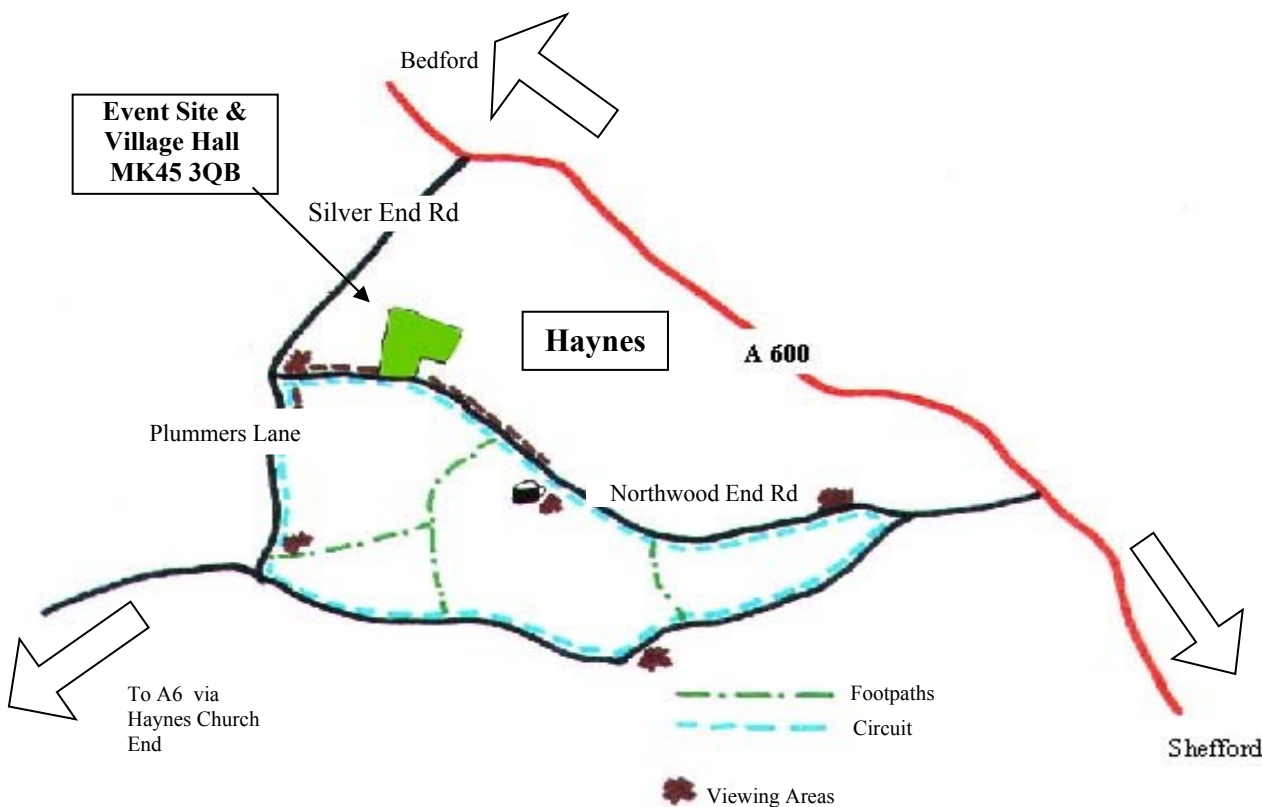 Bedford
Event Site &
Village Hall
MK45 3QB
Silver End Rd
Haynes
A 600
Plummers Lane
Northwood End Rd
To A6 via
Haynes Church
End
Footpaths
Circuit
Shefford
Viewing Areas